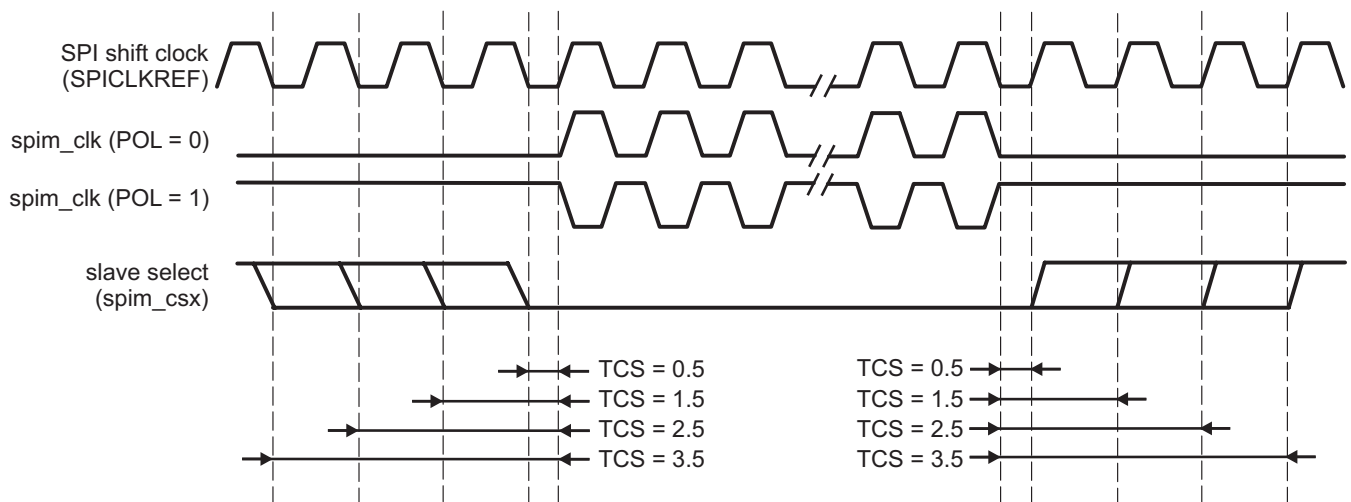 SPI shift clock
(SPICLKREF)
spim_clk (POL = 0)
spim_clk (POL = 1)
slave select
(spim_csx)
TCS = 0.5
TCS = 1.5
TCS = 2.5
TCS = 3.5
TCS = 0.5
TCS = 1.5
TCS = 2.5
TCS = 3.5